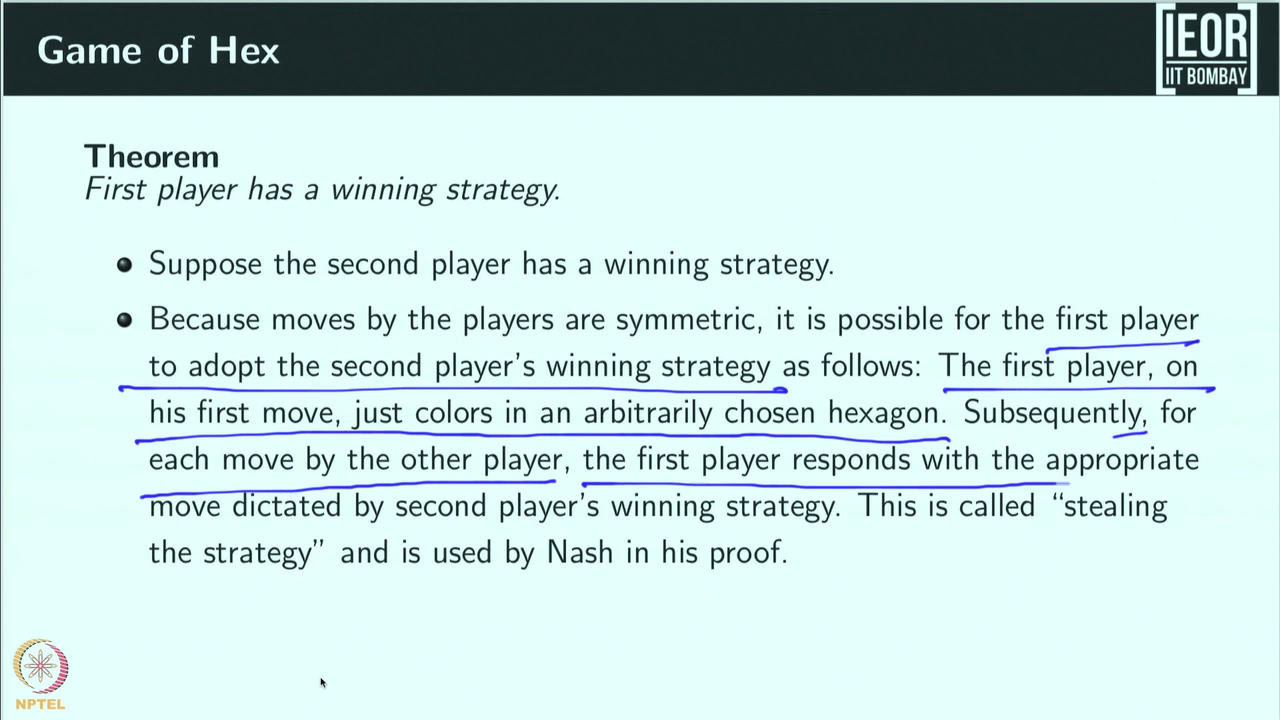 Game of Hex
IEOR
IIT BOMBAY
Theorem
First player has a winning strategy.
Suppose the second player has a winning strategy.
Because moves by the players are symmetric, it is possible for the first player
to adopt the second player's winning strategy as follows: The first player, on
his first move, just colors in an arbitrarily chosen hexagon. Subsequently, for
each move by the other player, the first player responds with the appropriate
move dictated by second player's winning strategy. This is called “stealing
the strategy” and is used by Nash in his proof.
NPTEL